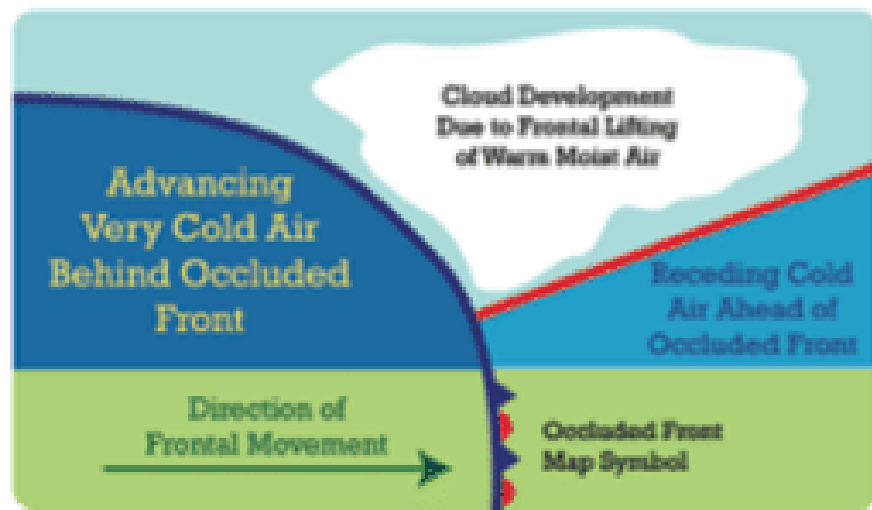 Cloud Development
Due to Frontal Lifting
of Warm Moist Air
Advancing
Very Cold Air
Behind Occluded
Front
Receding Cold
Air Ahead of
Occluded Front
Direction of
Frontal Movement
Occluded Front
Map Symbol